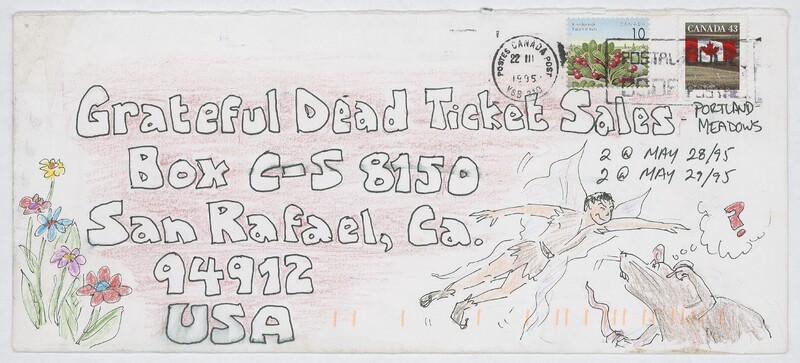 POSTES CANADA POST
22 III
1995
CANADA
10
CANADA 43
POSTAL
Grateful Dead Ticket Sales - PORTLAND
MEADOWS
Box C-S 8150
2 @ MAY 28/95
2 @ MAY 29/95
San Rafael, Ca.
94912
USA
?